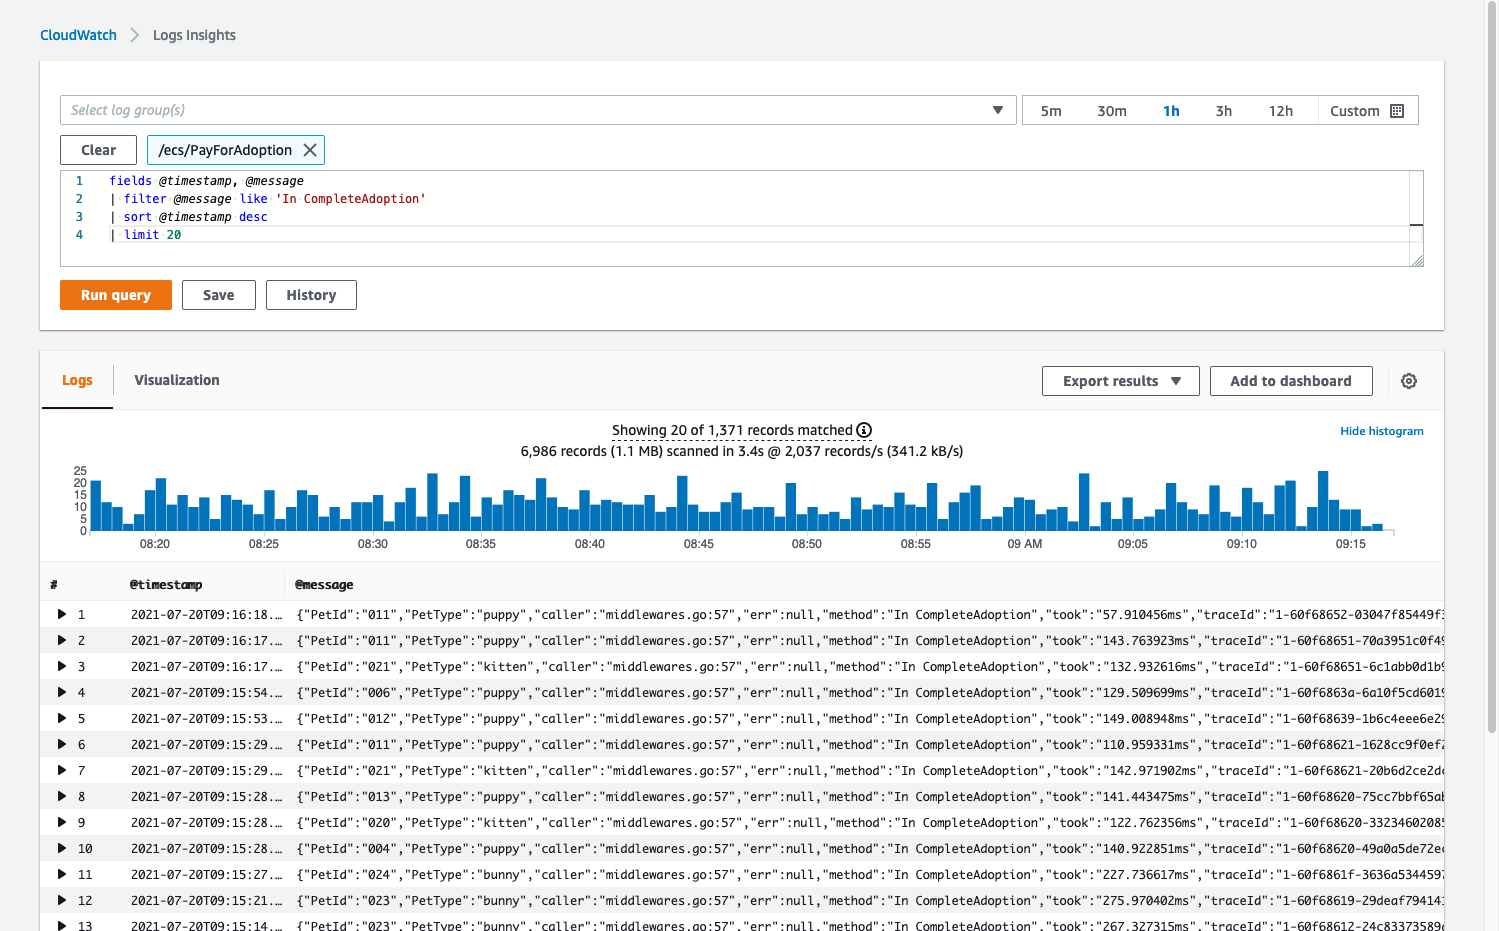 CloudWatch > Logs Insights
Select log group(s)
5m 30m 1h 3h 12h Custom
Clear /ecs/PayForAdoption
1 fields @timestamp, @message
2 | filter @message like 'In CompleteAdoption'
3 | sort @timestamp desc
4 | limit 20
Run query Save History
Logs Visualization Export results Add to dashboard
Showing 20 of 1,371 records matched
Hide histogram
6,986 records (1.1 MB) scanned in 3.4s @ 2,037 records/s (341.2 kB/s)
25
20
15
10
5
0
08:20 08:25 08:30 08:35 08:40 08:45 08:50 08:55 09 AM 09:05 09:10 09:15
# @timestamp @message
1 2021-07-20T09:16:18... {"PetId":"011","PetType":"puppy","caller":"middlewares.go:57","err":null,"method":"In CompleteAdoption","took":"57.910456ms","traceId":"1-60f68652-03047f85449f3
2 2021-07-20T09:16:17... {"PetId":"011","PetType":"puppy","caller":"middlewares.go:57","err":null,"method":"In CompleteAdoption","took":"143.763923ms","traceId":"1-60f68651-70a3951c0f49
3 2021-07-20T09:16:17... {"PetId":"021","PetType":"kitten","caller":"middlewares.go:57","err":null,"method":"In CompleteAdoption","took":"132.932616ms","traceId":"1-60f68651-6c1abb0d1b9
4 2021-07-20T09:15:54... {"PetId":"006","PetType":"puppy","caller":"middlewares.go:57","err":null,"method":"In CompleteAdoption","took":"129.509699ms","traceId":"1-60f6863a-6a10f5cd6019
5 2021-07-20T09:15:53... {"PetId":"012","PetType":"puppy","caller":"middlewares.go:57","err":null,"method":"In CompleteAdoption","took":"149.008948ms","traceId":"1-60f68639-1b6c4eee6e29
6 2021-07-20T09:15:29... {"PetId":"011","PetType":"puppy","caller":"middlewares.go:57","err":null,"method":"In CompleteAdoption","took":"110.959331ms","traceId":"1-60f68621-1628cc9f0ef2
7 2021-07-20T09:15:29... {"PetId":"021","PetType":"kitten","caller":"middlewares.go:57","err":null,"method":"In CompleteAdoption","took":"142.971902ms","traceId":"1-60f68621-20b6d2ce2dc
8 2021-07-20T09:15:28... {"PetId":"013","PetType":"puppy","caller":"middlewares.go:57","err":null,"method":"In CompleteAdoption","took":"141.443475ms","traceId":"1-60f68620-75cc7bbf65ab
9 2021-07-20T09:15:28... {"PetId":"020","PetType":"kitten","caller":"middlewares.go:57","err":null,"method":"In CompleteAdoption","took":"122.762356ms","traceId":"1-60f68620-3323460208
10 2021-07-20T09:15:28... {"PetId":"004","PetType":"puppy","caller":"middlewares.go:57","err":null,"method":"In CompleteAdoption","took":"140.922851ms","traceId":"1-60f68620-49a0a5de72e
11 2021-07-20T09:15:27... {"PetId":"024","PetType":"bunny","caller":"middlewares.go:57","err":null,"method":"In CompleteAdoption","took":"227.736617ms","traceId":"1-60f6861f-3636a534459
12 2021-07-20T09:15:21... {"PetId":"023","PetType":"bunny","caller":"middlewares.go:57","err":null,"method":"In CompleteAdoption","took":"275.970402ms","traceId":"1-60f68619-29deaf79414
13 2021-07-20T09:15:14... {"PetId":"023","PetType":"bunny","caller":"middlewares.go:57","err":null,"method":"In CompleteAdoption","took":"267.327315ms","traceId":"1-60f68612-24c83373589